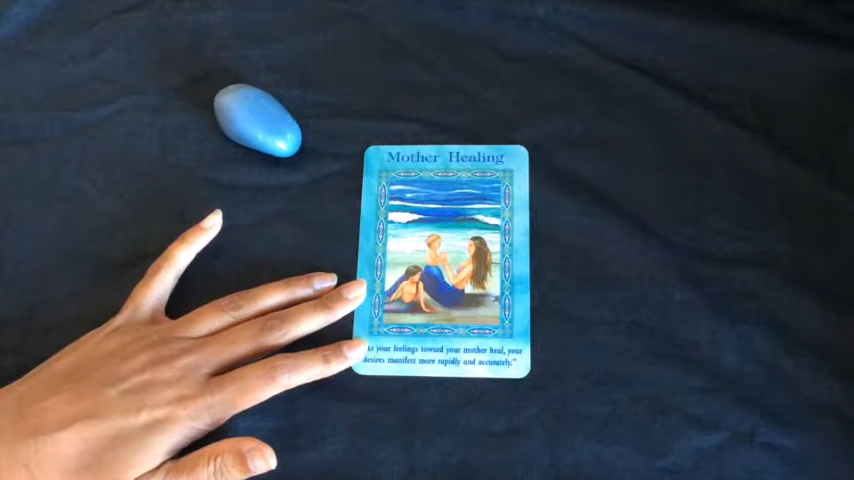 Mother Healing
your feelings toward your mother heal, your
desires manifest more rapidly and accurately."